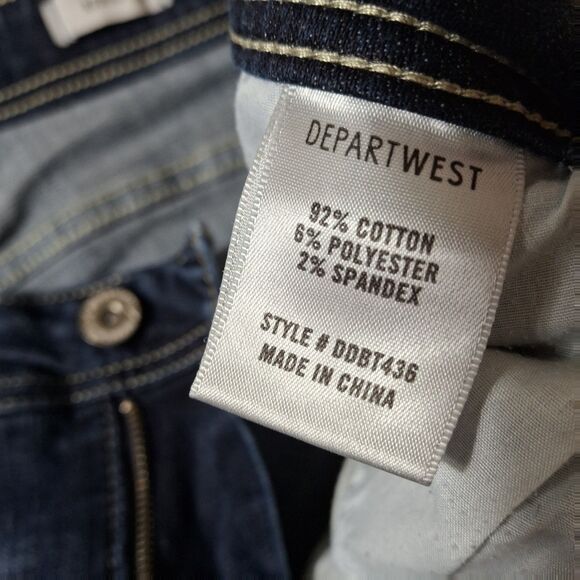 DEPARTWEST
92% COTTON
6% POLYESTER
2% SPANDEX
STYLE # DDBT436
MADE IN CHINA